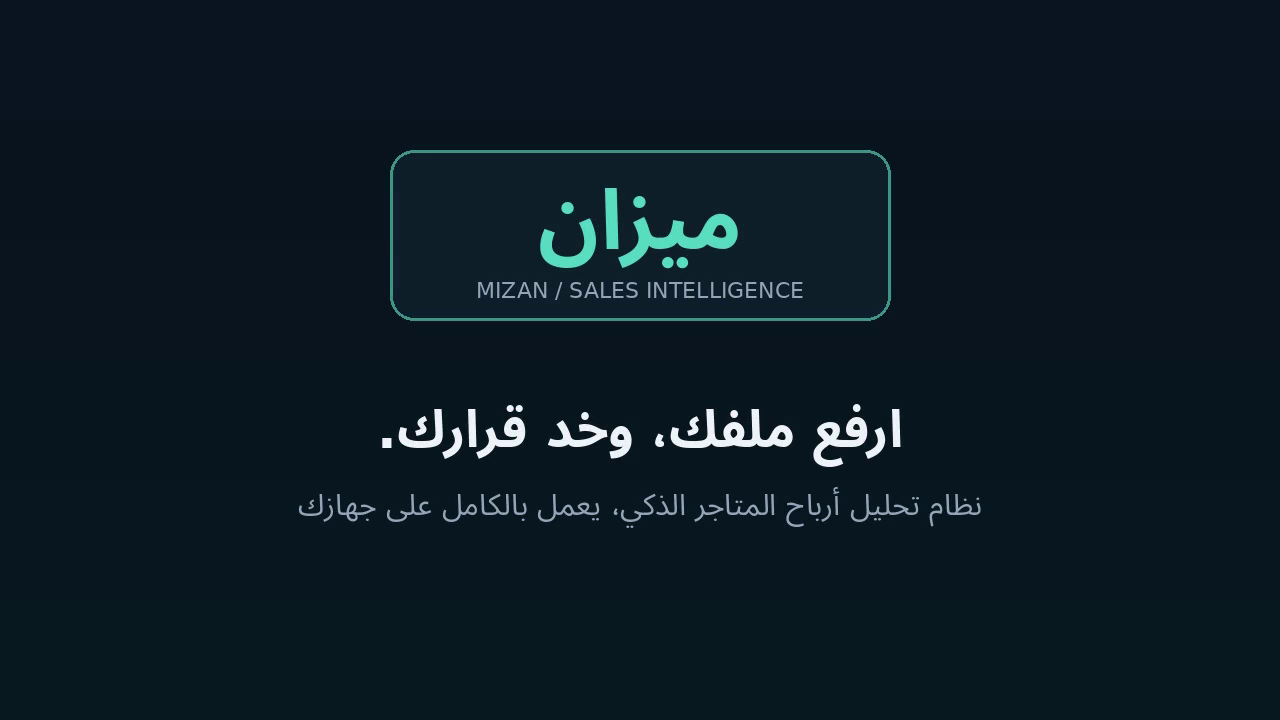 ميزان
MIZAN / SALES INTELLIGENCE
ارفع ملفك، وخد قرارك.
نظام تحليل أرباح المتاجر الذكي، يعمل بالكامل على جهازك